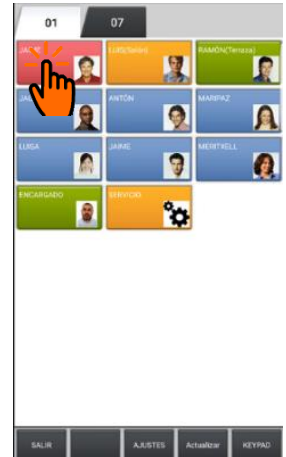 01 07
LUIS(Salón) RAMÓN(Terraza)
ANTÓN MARIPAZ
LUISA JAIME MERITXELL
ENCARGADO SERVICIO
SALIR AJUSTES Actualizar KEYPAD